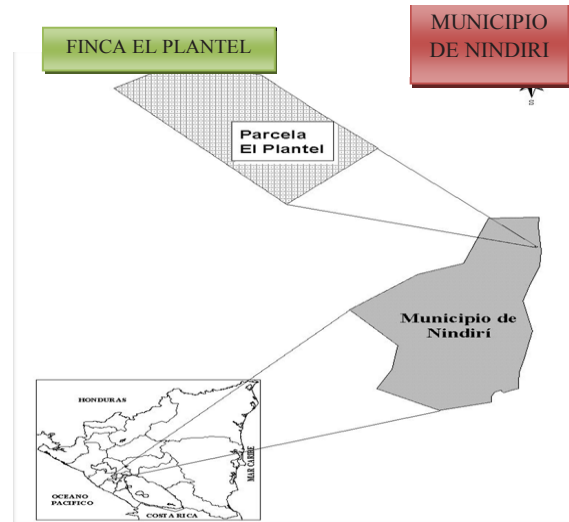 FINCA EL PLANTEL
MUNICIPIO
DE NINDIRI
Parcela
El Plantel
Municipio de
Nindirí
HONDURAS
MAR CARIBE
OCEANO
PACIFICO
COSTA RICA